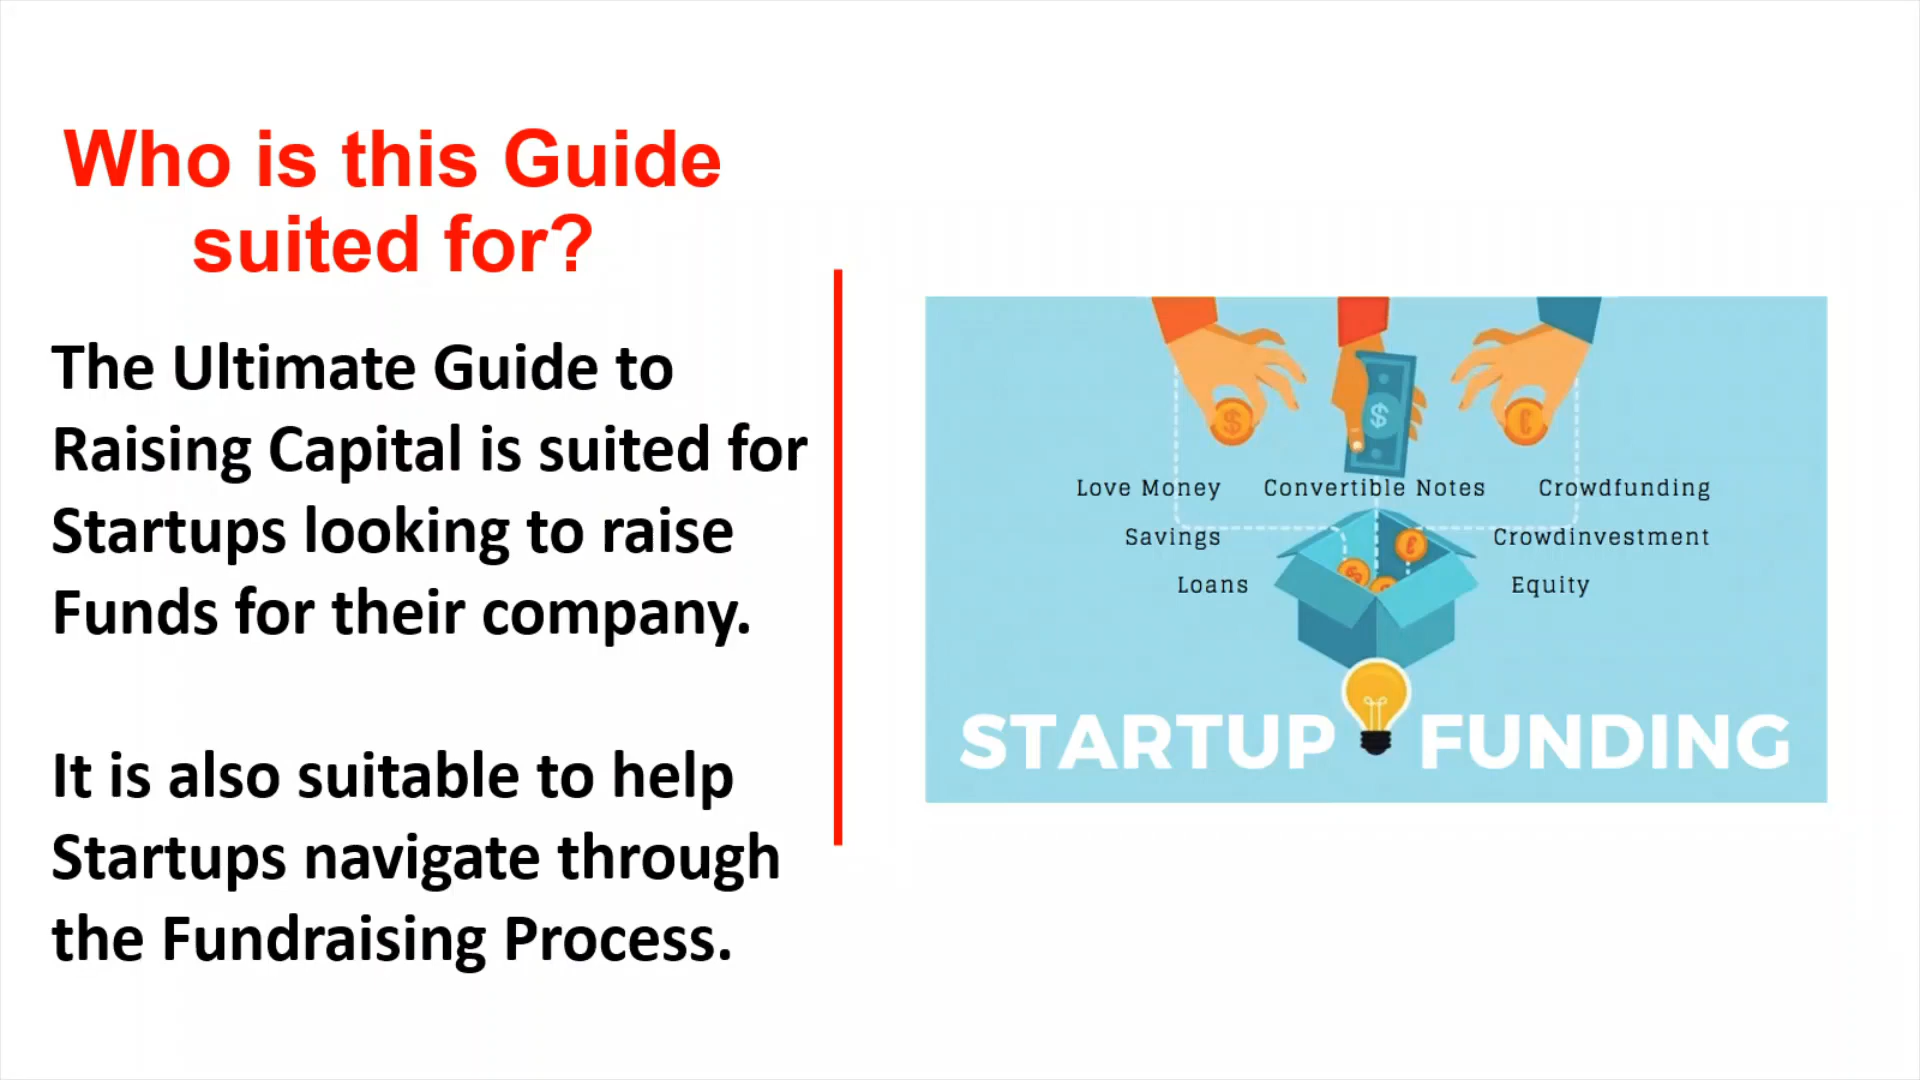 Who is this Guide
suited for?
The Ultimate Guide to
Raising Capital is suited for
Startups looking to raise
Funds for their company.
It is also suitable to help
Startups navigate through
the Fundraising Process.
$
$
€
Love Money Convertible Notes Crowdfunding
Savings Crowdinvestment
Loans Equity
STARTUP FUNDING